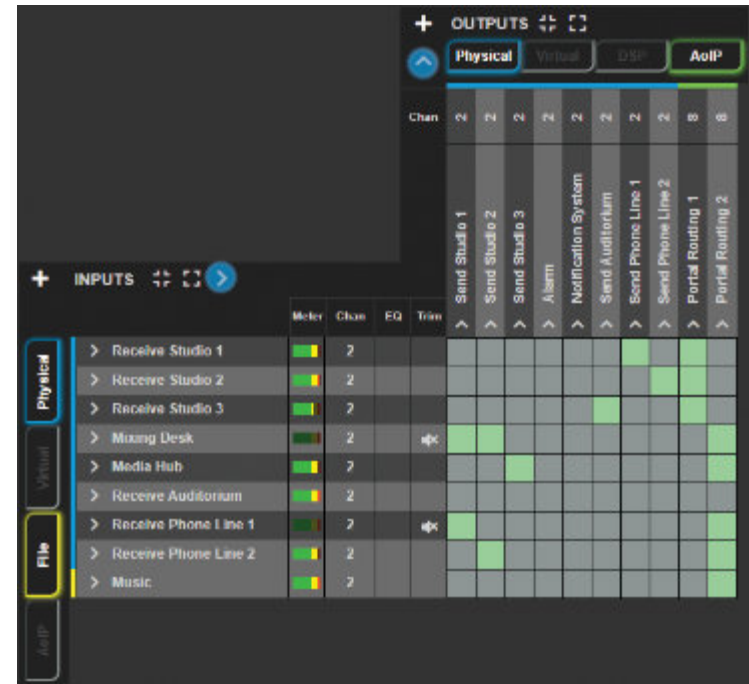 + OUTPUTS
Physical Virtual DSP AoIP
Chan 2 2 2 2 2 2 2 2 8 8
Send Studio 1
Send Studio 2
Send Studio 3
Alarm
Notification System
Send Auditorium
Send Phone Line 1
Send Phone Line 2
Portal Routing 1
Portal Routing 2
+ INPUTS
Meter Chan EQ Trim
Physical
Virtual
File
AoIP
> Receive Studio 1 2
> Receive Studio 2 2
> Receive Studio 3 2
> Mixing Desk 2
> Media Hub 2
> Receive Auditorium 2
> Receive Phone Line 1 2
> Receive Phone Line 2 2
> Music 2